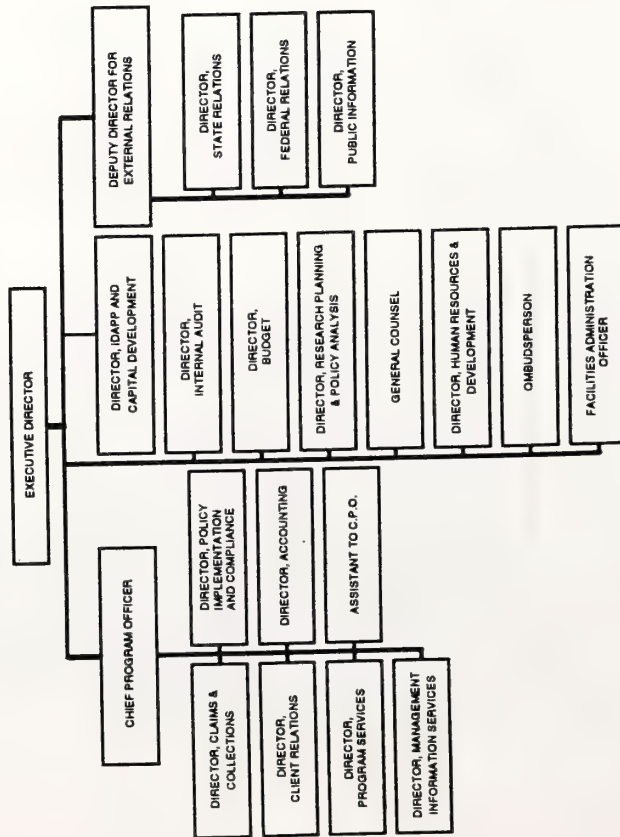 EXECUTIVE DIRECTOR
CHIEF PROGRAM OFFICER
DIRECTOR, CLAIMS &
COLLECTIONS
DIRECTOR,
CLIENT RELATIONS
DIRECTOR,
PROGRAM SERVICES
DIRECTOR, MANAGEMENT
INFORMATION SERVICES
DIRECTOR, POLICY
IMPLEMENTATION
AND COMPLIANCE
DIRECTOR, ACCOUNTING
ASSISTANT TO C.P.O.
DIRECTOR, IDAPP AND
CAPITAL DEVELOPMENT
DIRECTOR,
INTERNAL AUDIT
DIRECTOR,
BUDGET
DIRECTOR, RESEARCH PLANNING
& POLICY ANALYSIS
GENERAL COUNSEL
DIRECTOR, HUMAN RESOURCES &
DEVELOPMENT
OMBUDSPERSON
FACILITIES ADMINISTRATION
OFFICER
DEPUTY DIRECTOR FOR
EXTERNAL RELATIONS
DIRECTOR,
STATE RELATIONS
DIRECTOR,
FEDERAL RELATIONS
DIRECTOR,
PUBLIC INFORMATION